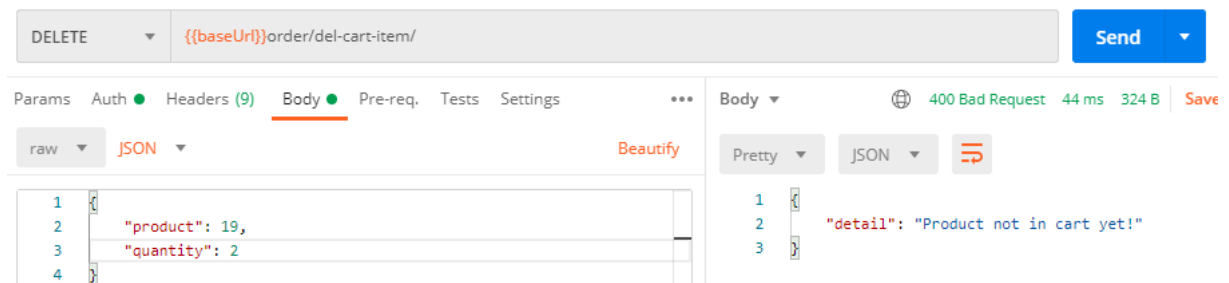 DELETE {{baseUrl}}order/del-cart-item/ Send
Params Auth Headers (9) Body Pre-req. Tests Settings
raw JSON Beautify
1 {
2 "product": 19,
3 "quantity": 2
4 }
Body 400 Bad Request 44 ms 324 B Save
Pretty JSON
1 {
2 "detail": "Product not in cart yet!"
3 }